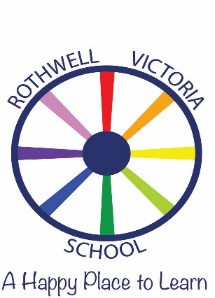 ROTHWELL VICTORIA
SCHOOL
A Happy Place to Learn